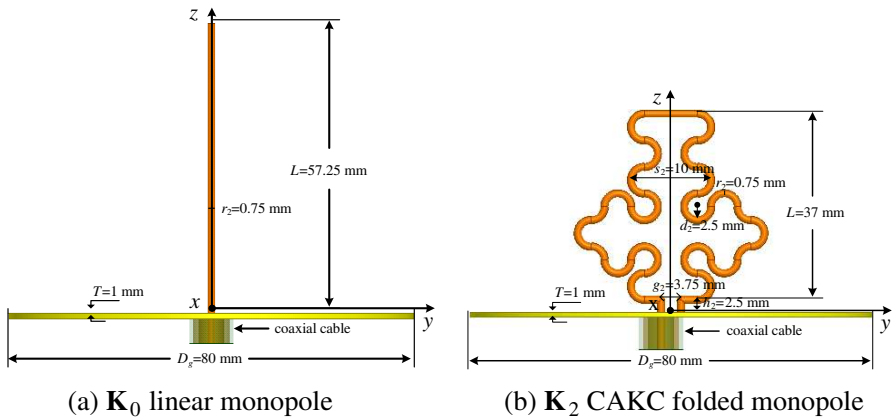 z
L=57.25 mm
r₂=0.75 mm
T=1 mm
x
y
coaxial cable
D_g=80 mm
(a) K₀ linear monopole
z
s₂=10 mm
r₂=0.75 mm
L=37 mm
d₂=2.5 mm
g₂=3.75 mm
T=1 mm
x
h₂=2.5 mm
y
coaxial cable
D_g=80 mm
(b) K₂ CAKC folded monopole